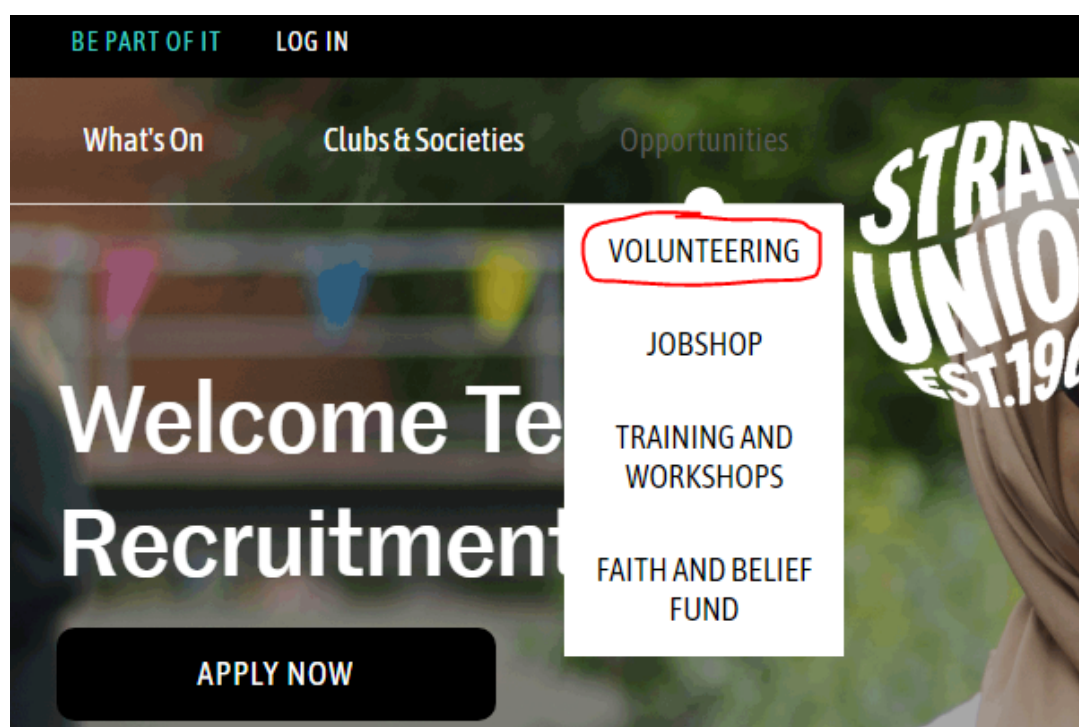 BE PART OF IT LOG IN
What's On Clubs & Societies Opportunities
STRAT
UNIO
EST.190
VOLUNTEERING
JOBSHOP
TRAINING AND
WORKSHOPS
FAITH AND BELIEF
FUND
Welcome Te
Recruitment
APPLY NOW